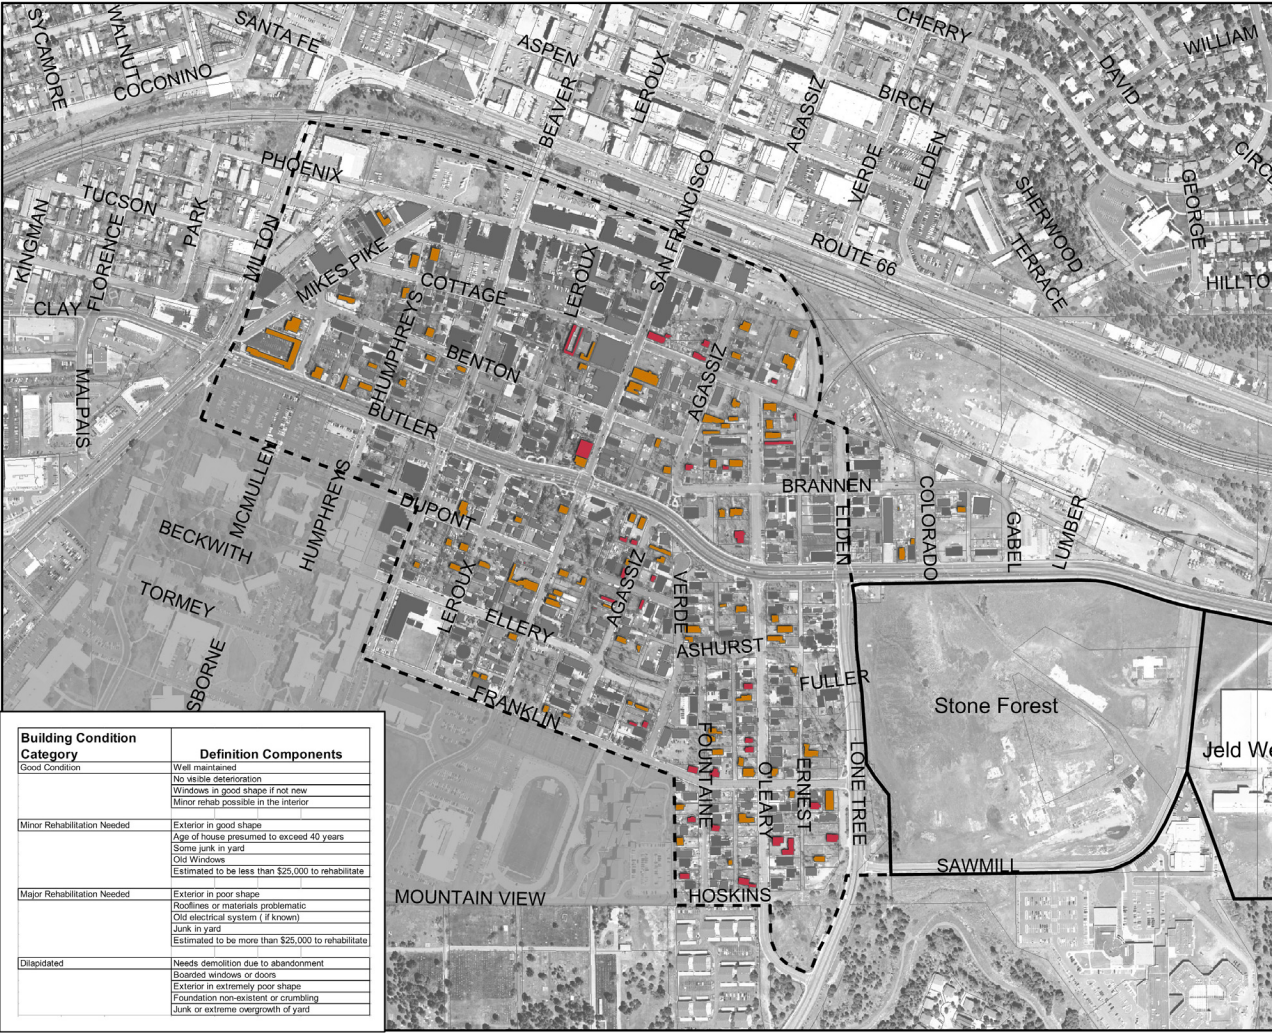 SYCAMORE
WALNUT
SANTA FE
COCONINO
ASPEN
BEAVER
LEROUX
AGASSIZ
CHERRY
BIRCH
DAVID
WILLIAM
VERDE
ELDEN
CIRC
GEORGE
SHERWOOD
TERRACE
HILLTO
PHOENIX
TUCSON
KINGMAN
FLORENCE
PARK
MILTON
MIKES PIKE
CLAY
COTTAGE
LEROUX
SAN FRANCISCO
ROUTE 66
HUMPHREYS
BENTON
AGASSIZ
BUTLER
MALPAIS
MCMULLEN
HUMPHREYS
BECKWITH
TORMEY
SBORNE
DUPONT
LEROUX
ELLERY
AGASSIZ
FRANKLIN
VERDE
BRANNEN
ELDEN
COLORADO
GABEL
LUMBER
ASHURST
FULLER
Stone Forest
Jeld We
FOUNTAINE
O'LEARY
ERNEST
LONE TREE
SAWMILL
MOUNTAIN VIEW
HOSKINS
Building Condition
Category
Definition Components
Good Condition
Well maintained
No visible deterioration
Windows in good shape if not new
Minor rehab possible in the interior
Minor Rehabilitation Needed
Exterior in good shape
Age of house presumed to exceed 40 years
Some junk in yard
Old Windows
Estimated to be less than $25,000 to rehabilitate
Major Rehabilitation Needed
Exterior in poor shape
Rooflines or materials problematic
Old electrical system ( if known)
Junk in yard
Estimated to be more than $25,000 to rehabilitate
Dilapidated
Needs demolition due to abandonment
Boarded windows or doors
Exterior in extremely poor shape
Foundation non-existent or crumbling
Junk or extreme overgrowth of yard